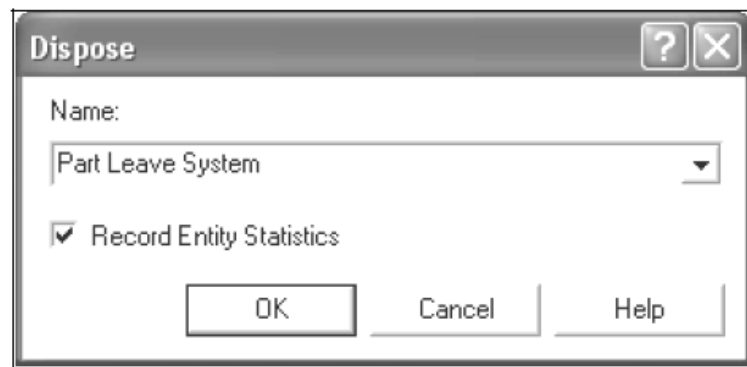 Dispose
Name:
Part Leave System
Record Entity Statistics
OK Cancel Help